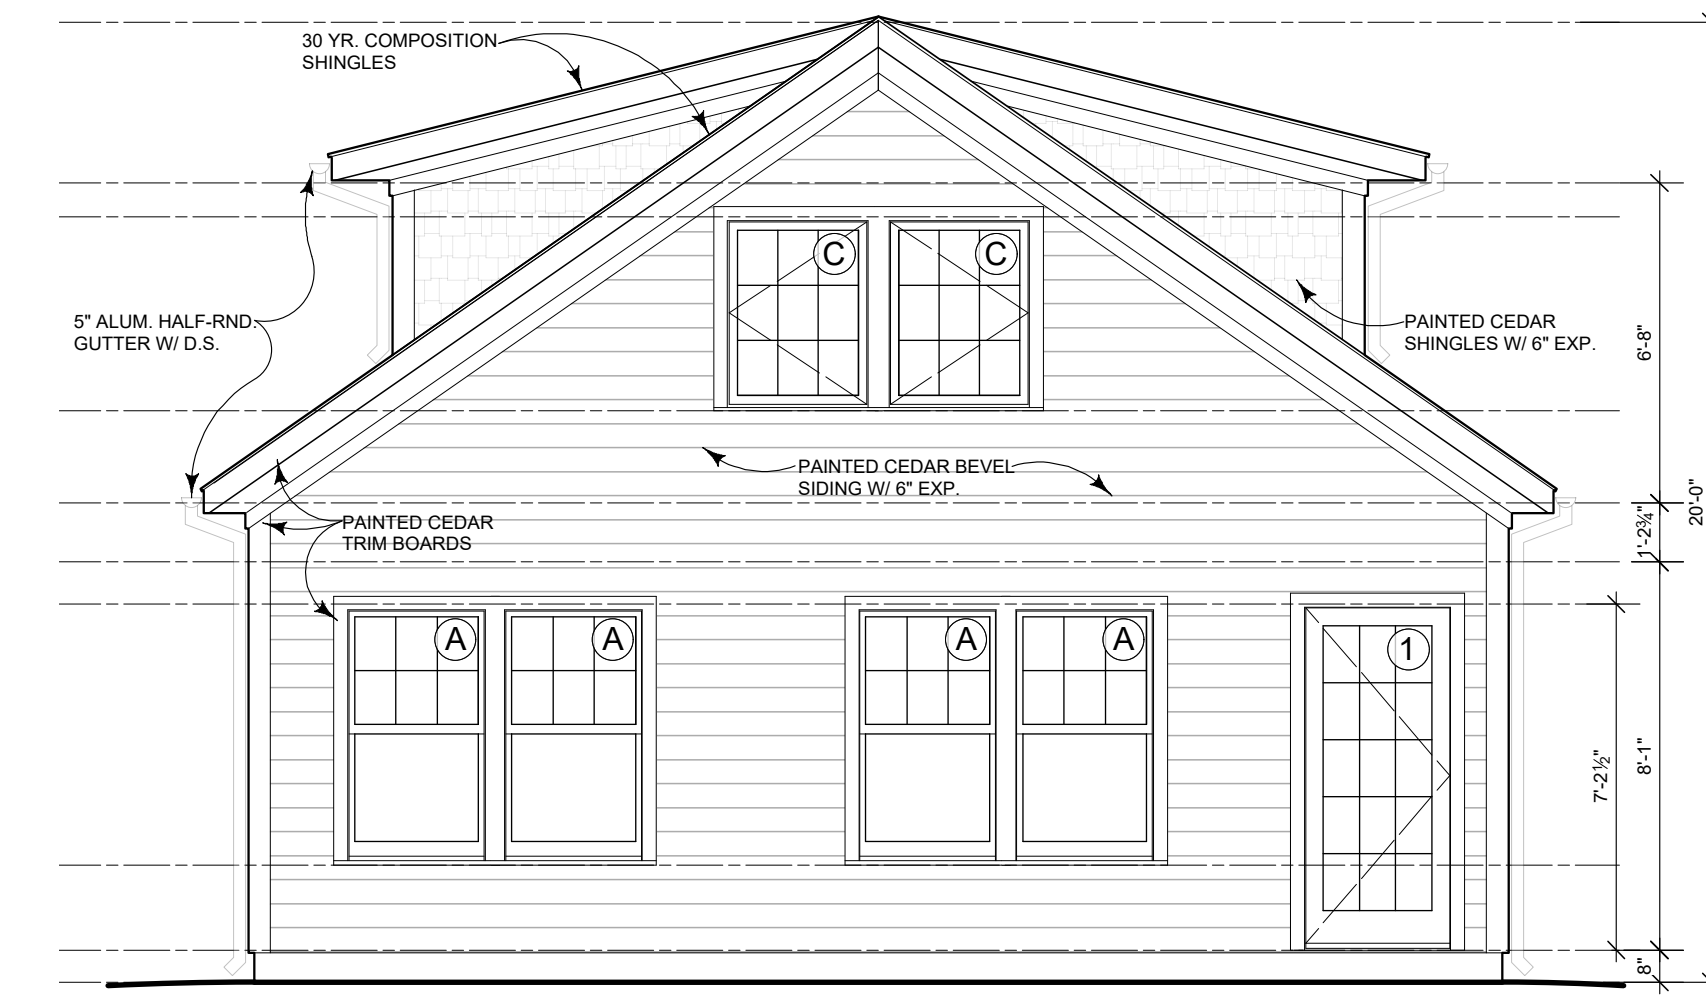 30 YR. COMPOSITION
SHINGLES
C
C
5" ALUM. HALF-RND.
GUTTER W/ D.S.
PAINTED CEDAR
SHINGLES W/ 6" EXP.
6'-8"
PAINTED CEDAR BEVEL
SIDING W/ 6" EXP.
20'-0"
PAINTED CEDAR
TRIM BOARDS
1'-2¾"
A
A
A
A
1
7'-2½"
8'-1"
8"